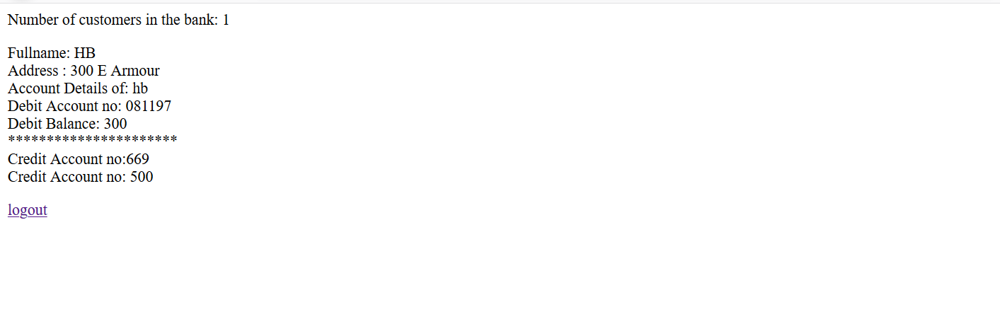 Number of customers in the bank: 1
Fullname: HB
Address : 300 E Armour
Account Details of: hb
Debit Account no: 081197
Debit Balance: 300
**********************
Credit Account no:669
Credit Account no: 500
logout